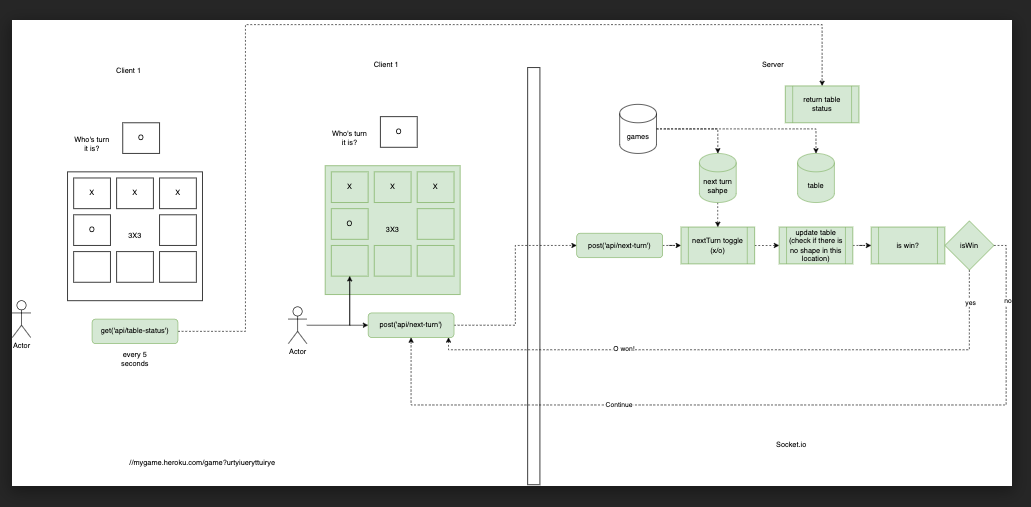 Client 1
Who's turn
it is?
O
X
X
X
O
3X3
Actor
get('api/table-status')
every 5
seconds
//mygame.heroku.com/game?urtyiueryttuirye
Client 1
Who's turn
it is?
O
X
X
X
O
3X3
Actor
post('api/next-turn')
Server
return table
status
games
next turn
sahpe
table
post('api/next-turn')
nextTurn toggle
(x/o)
update table
(check if there is
no shape in this
location)
is win?
isWin
yes
no
O won!
Continue
Socket.io